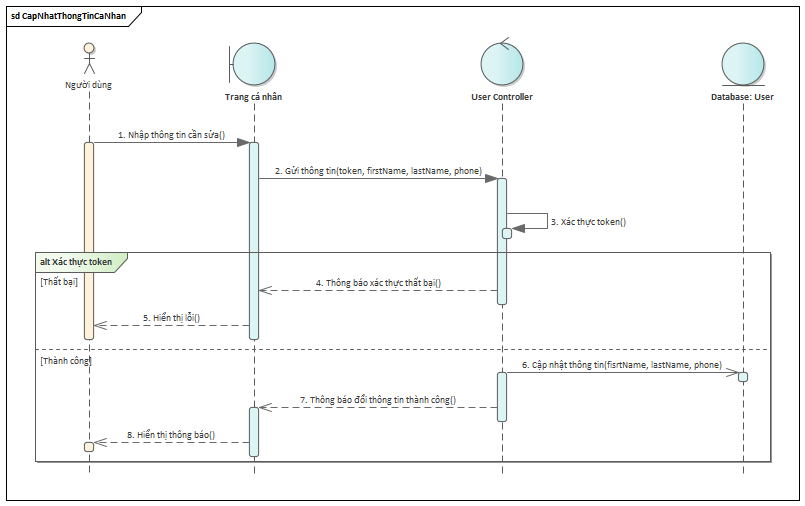 sd CapNhatThongTinCaNhan
Người dùng
Trang cá nhân
User Controller
Database: User
1. Nhập thông tin cần sửa()
2. Gửi thông tin(token, firstName, lastName, phone)
3. Xác thực token()
alt Xác thực token
[Thất bại]
4. Thông báo xác thực thất bại()
5. Hiển thị lỗi()
[Thành công]
6. Cập nhật thông tin(fisrtName, lastName, phone)
7. Thông báo đổi thông tin thành công()
8. Hiển thị thông báo()